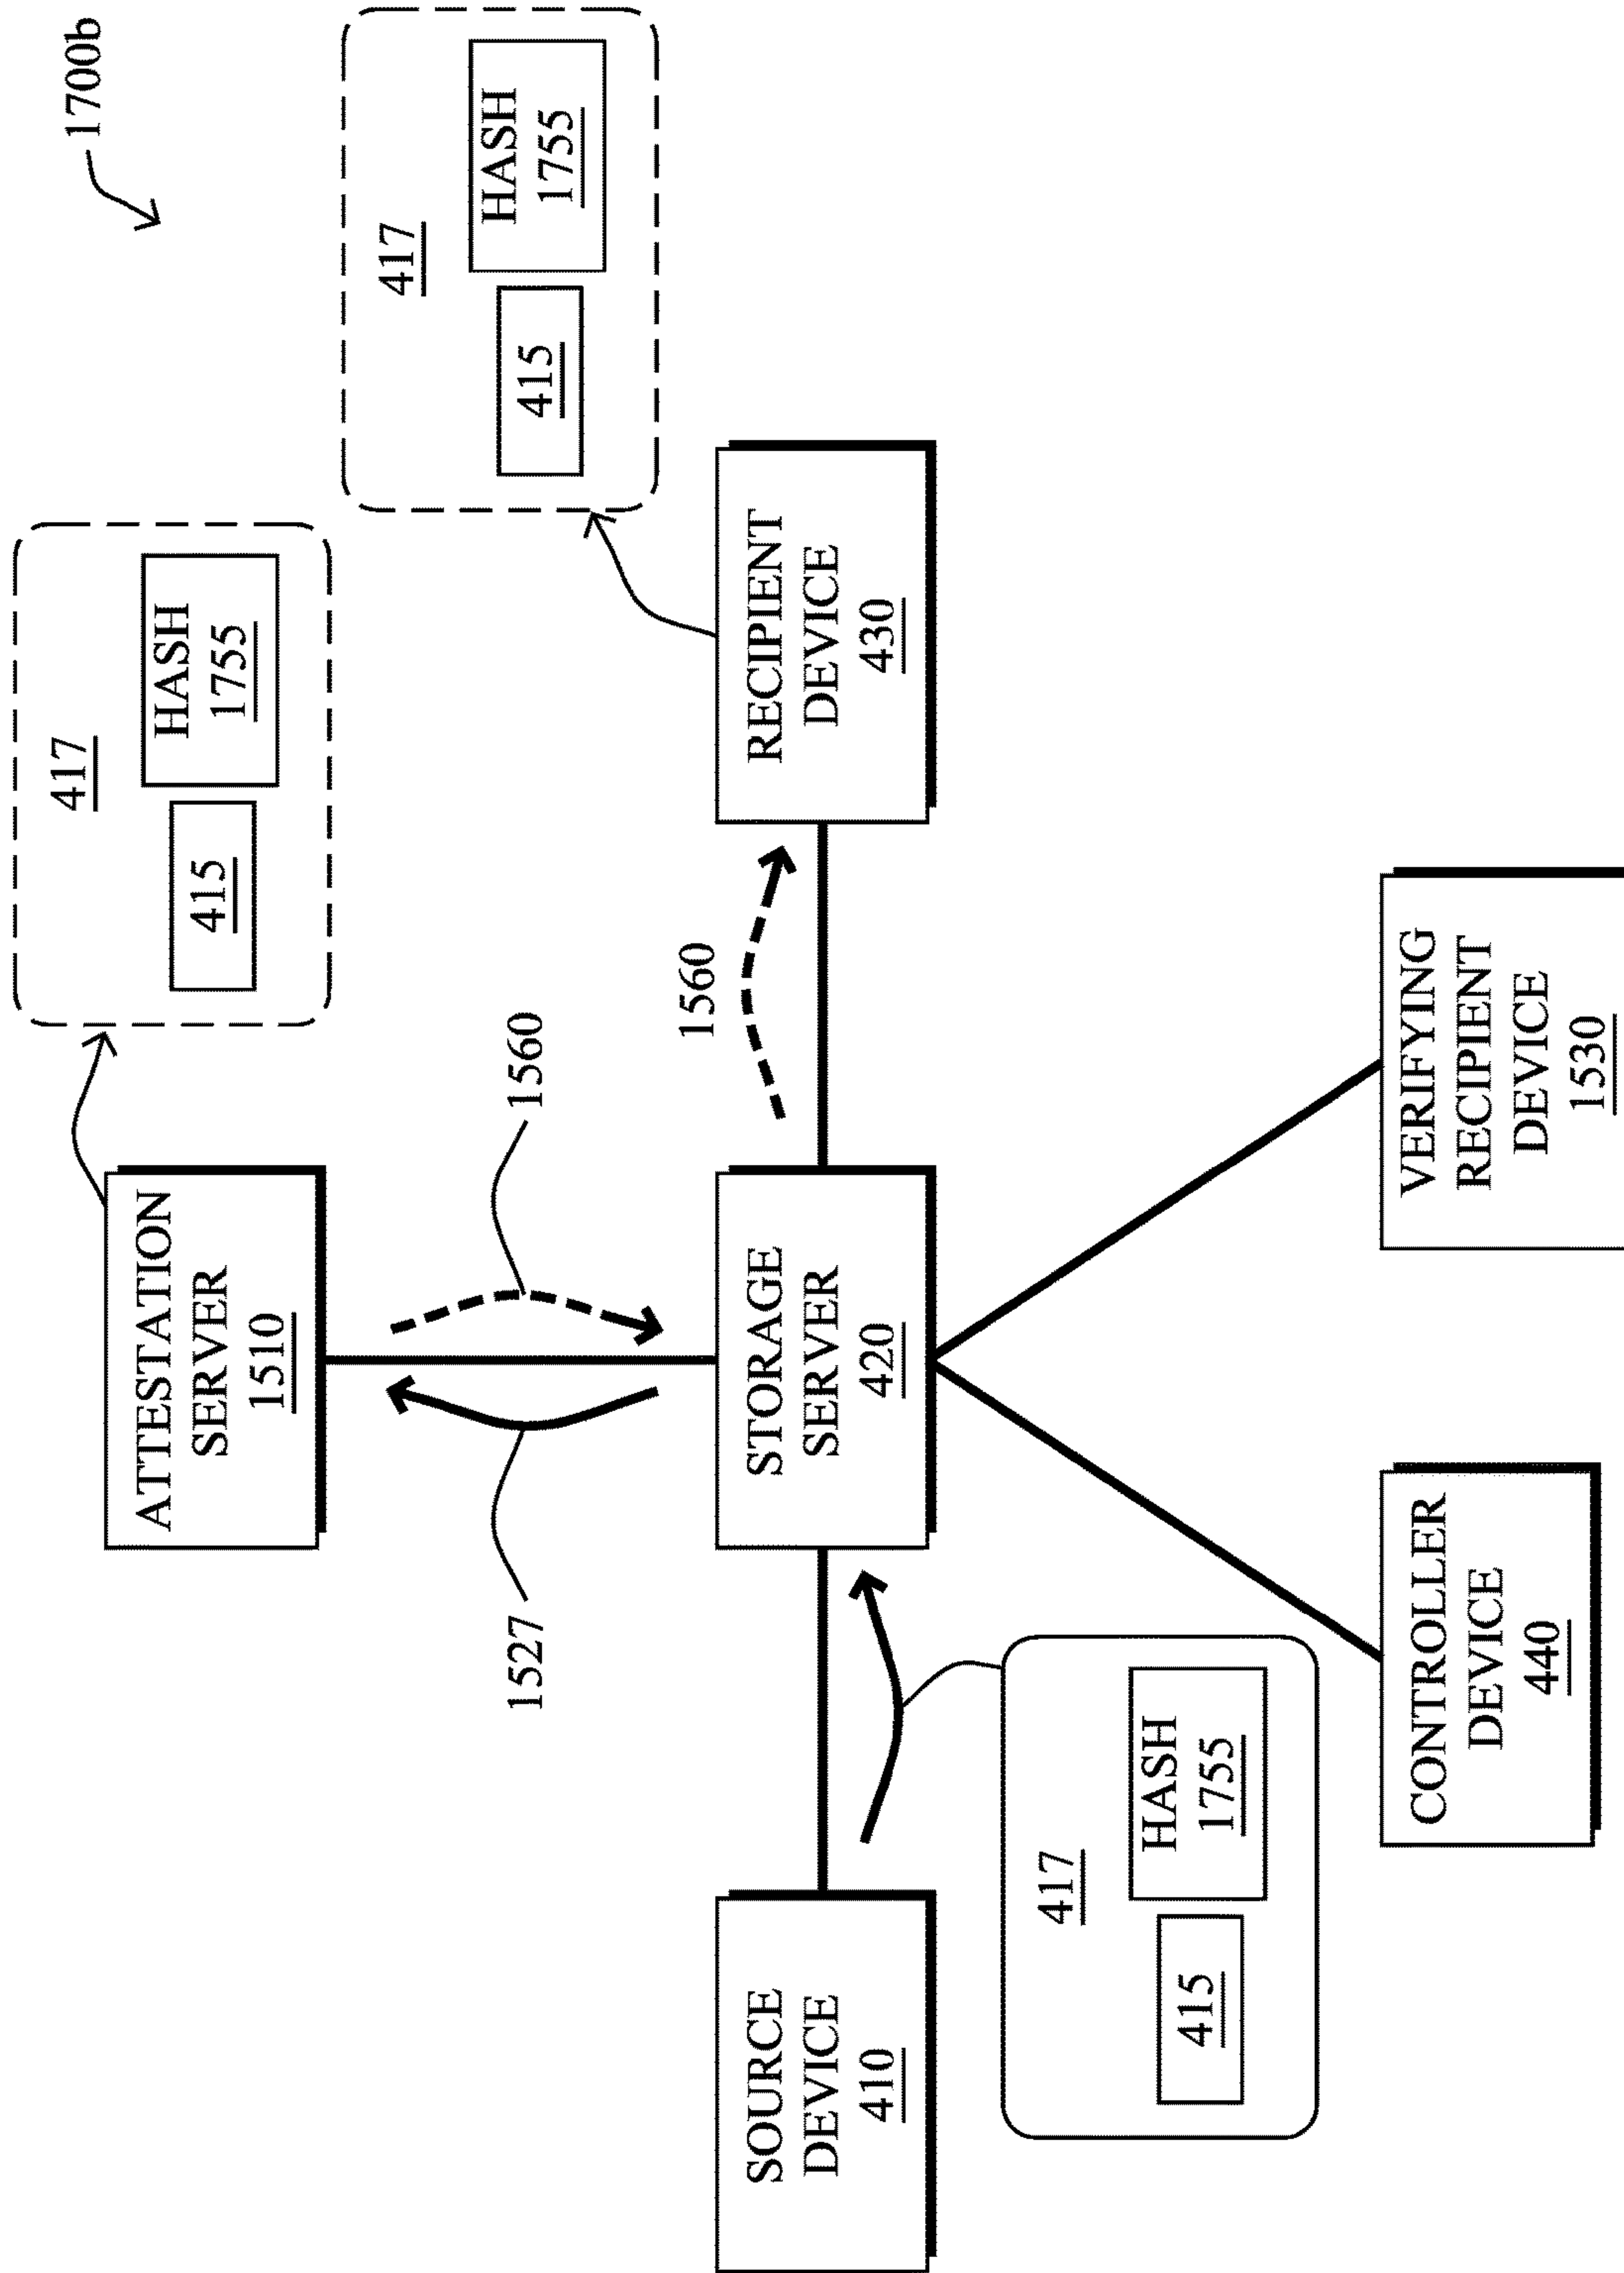 1700b
417
415
HASH
1755
ATTESTATION
SERVER
1510
417
415
HASH
1755
1527
1560
1560
SOURCE
DEVICE
410
STORAGE
SERVER
420
RECIPIENT
DEVICE
430
417
415
HASH
1755
CONTROLLER
DEVICE
440
VERIFYING
RECIPIENT
DEVICE
1530